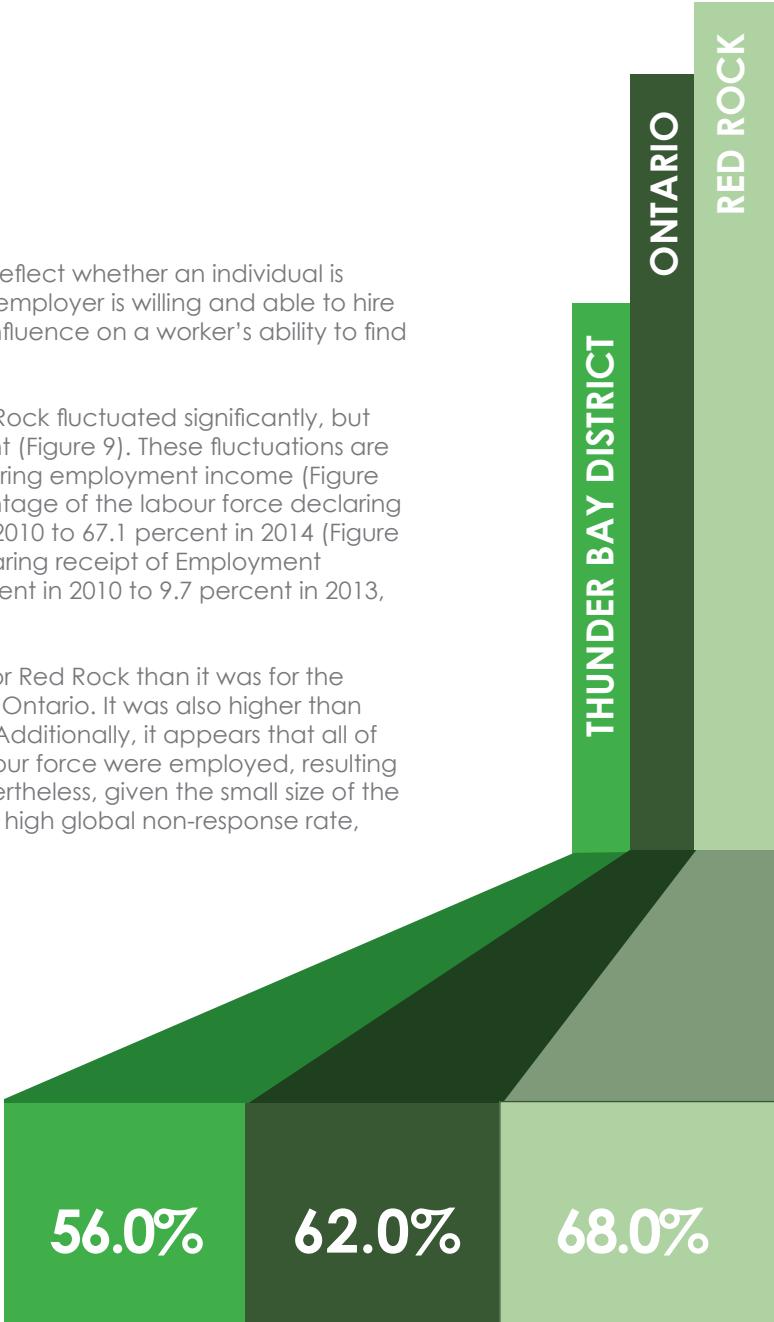 eflect whether an individual is
employer is willing and able to hire
nfluence on a worker's ability to find
Rock fluctuated significantly, but
nt (Figure 9). These fluctuations are
ring employment income (Figure
ntage of the labour force declaring
2010 to 67.1 percent in 2014 (Figure
aring receipt of Employment
ent in 2010 to 9.7 percent in 2013,
or Red Rock than it was for the
Ontario. It was also higher than
Additionally, it appears that all of
our force were employed, resulting
ertheless, given the small size of the
high global non-response rate,
THUNDER BAY DISTRICT
ONTARIO
RED ROCK
56.0%
62.0%
68.0%